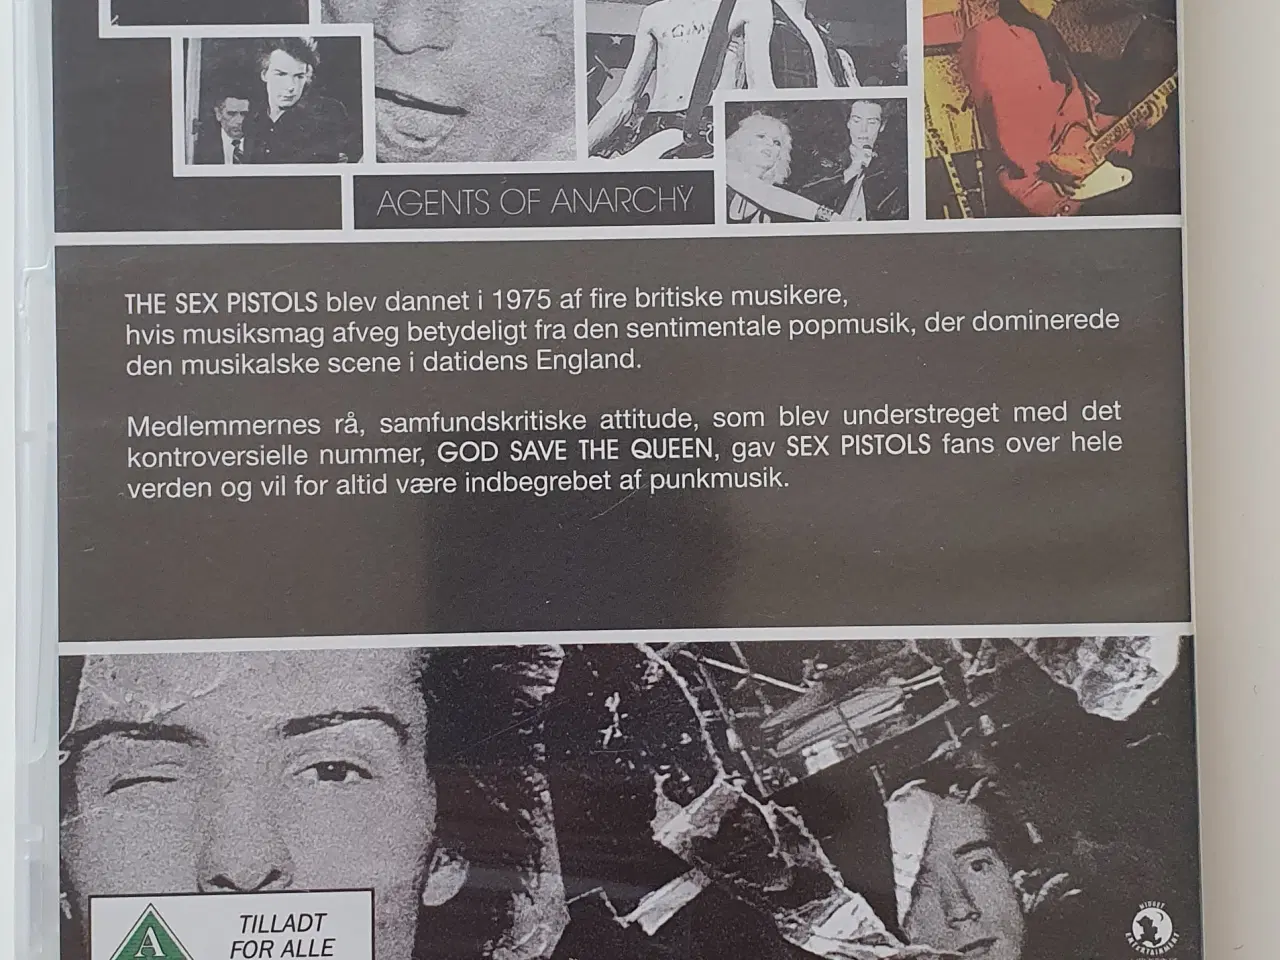 AGENTS OF ANARCHY
THE SEX PISTOLS blev dannet i 1975 af fire britiske musikere,
hvis musiksmag afveg betydeligt fra den sentimentale popmusik, der dominerede
den musikalske scene i datidens England.
Medlemmernes rå, samfundskritiske attitude, som blev understreget med det
kontroversielle nummer, GOD SAVE THE QUEEN, gav SEX PISTOLS fans over hele
verden og vil for altid være indbegrebet af punkmusik.
A
TILLADT
FOR ALLE
MIDGET
ENTERTAINMENT